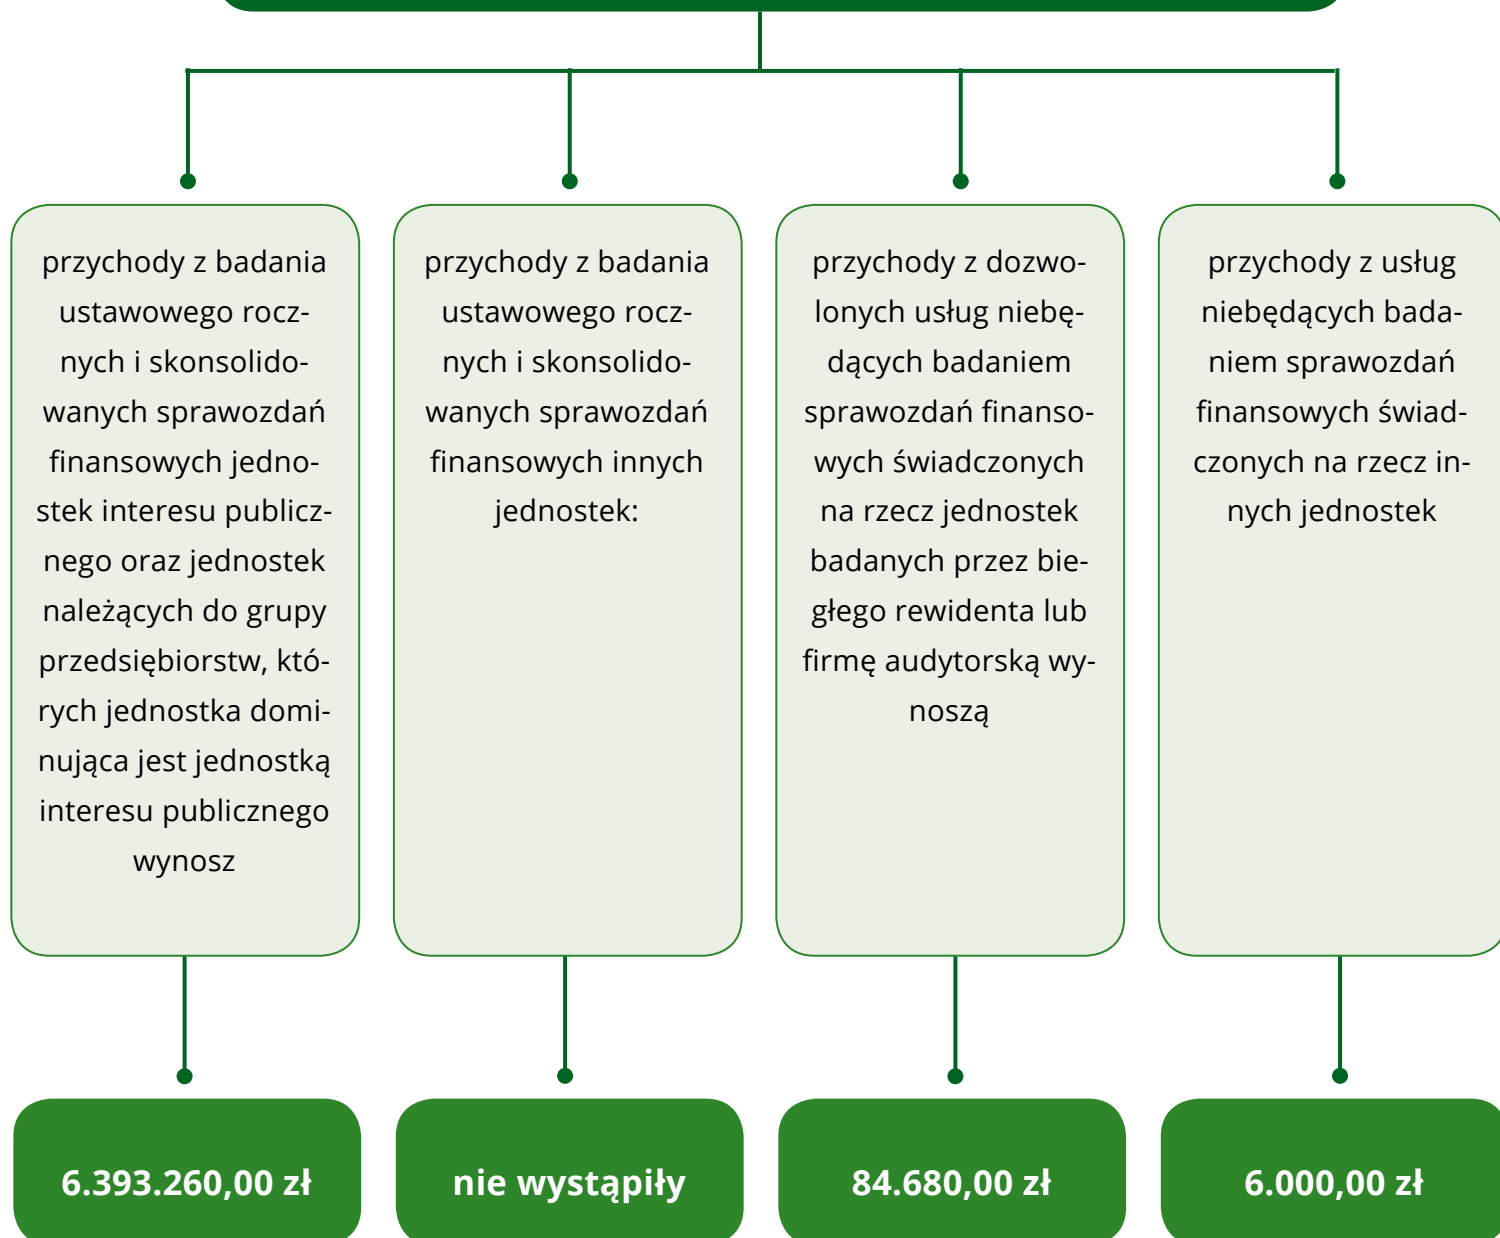 przychody z badania
ustawowego rocz-
nych i skonsolido-
wanych sprawozdań
finansowych jedno-
stek interesu publicz-
nego oraz jednostek
należących do grupy
przedsiębiorstw, któ-
rych jednostka domi-
nująca jest jednostką
interesu publicznego
wynosz
przychody z badania
ustawowego rocz-
nych i skonsolido-
wanych sprawozdań
finansowych innych
jednostek:
przychody z dozwo-
lonych usług niebę-
dących badaniem
sprawozdań finanso-
wych świadczonych
na rzecz jednostek
badanych przez bie-
głego rewidenta lub
firmę audytorską wy-
noszą
przychody z usług
niebędących bada-
niem sprawozdań
finansowych świad-
czonych na rzecz in-
nych jednostek
6.393.260,00 zł
nie wystąpiły
84.680,00 zł
6.000,00 zł